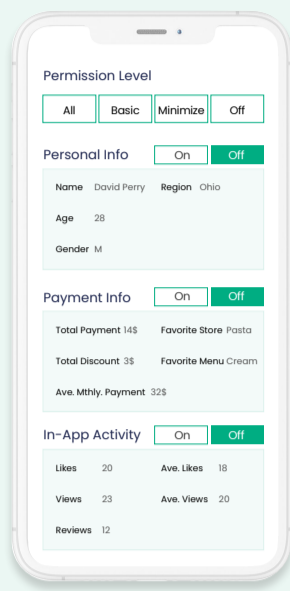 Permission Level
All Basic Minimize Off
Personal Info On Off
Name David Perry Region Ohio
Age 28
Gender M
Payment Info On Off
Total Payment 14$ Favorite Store Pasta
Total Discount 3$ Favorite Menu Cream
Ave. Mthly. Payment 32$
In-App Activity On Off
Likes 20 Ave. Likes 18
Views 23 Ave. Views 20
Reviews 12